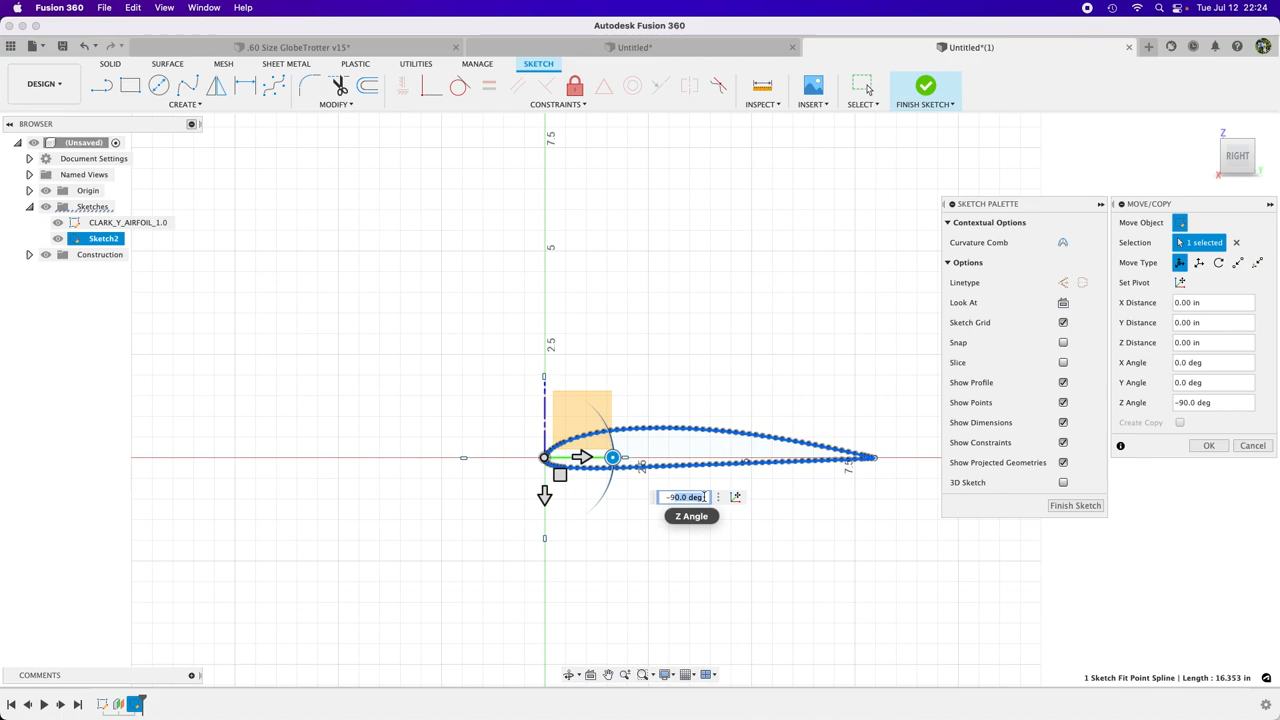 Fusion 360 File Edit View Window Help Tue Jul 12 22:24
Autodesk Fusion 360
.60 Size GlobeTrotter v15* Untitled* Untitled*(1)
DESIGN SOLID SURFACE MESH SHEET METAL PLASTIC UTILITIES MANAGE SKETCH
CREATE MODIFY CONSTRAINTS INSPECT INSERT SELECT FINISH SKETCH
BROWSER
(Unsaved)
Document Settings
Named Views
Origin
Sketches
CLARK_Y_AIRFOIL_1.0
Sketch2
Construction
7.5
5
2.5
2.5
5
7.5
-90.0 deg
Z Angle
Z
RIGHT
X Y
SKETCH PALETTE
Contextual Options
Curvature Comb
Options
Linetype
Look At
Sketch Grid
Snap
Slice
Show Profile
Show Points
Show Dimensions
Show Constraints
Show Projected Geometries
3D Sketch
Finish Sketch
MOVE/COPY
Move Object
Selection 1 selected
Move Type
Set Pivot
X Distance 0.00 in
Y Distance 0.00 in
Z Distance 0.00 in
X Angle 0.0 deg
Y Angle 0.0 deg
Z Angle -90.0 deg
Create Copy
OK Cancel
COMMENTS
1 Sketch Fit Point Spline | Length : 16.353 in